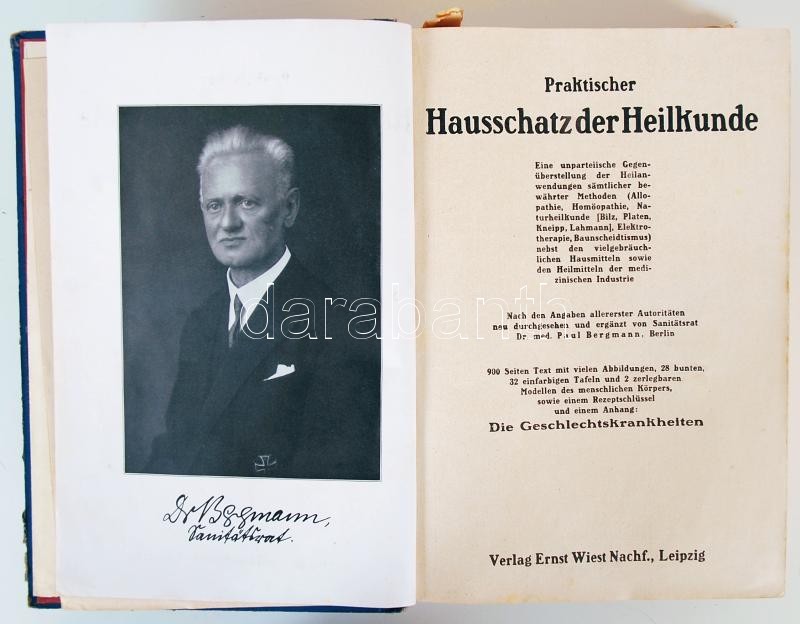 Dr Bergmann,
Sanitätsrat.
Praktischer
Hausschatz der Heilkunde
Eine unparteiische Gegen-
überstellung der Heilan-
wendungen sämtlicher be-
währter Methoden (Allo-
pathie, Homöopathie, Na-
turheilkunde [Bilz, Platen,
Kneipp, Lahmann], Elektro-
therapie, Baunscheidtismus)
nebst den vielgebräuch-
lichen Hausmitteln sowie
den Heilmitteln der medi-
zinischen Industrie
Nach den Angaben allererster Autoritäten
neu durchgesehen und ergänzt von Sanitätsrat
Dr. med. Paul Bergmann, Berlin
900 Seiten Text mit vielen Abbildungen, 28 bunten,
32 einfarbigen Tafeln und 2 zerlegbaren
Modellen des menschlichen Körpers,
sowie einem Rezeptschlüssel
und einem Anhang:
Die Geschlechtskrankheiten
Verlag Ernst Wiest Nachf., Leipzig
darabanth